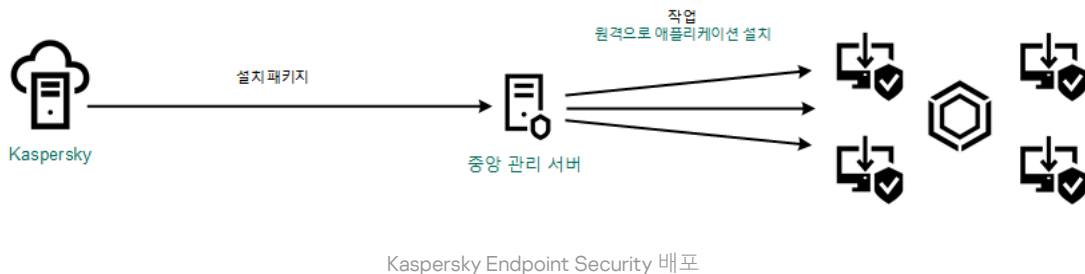 작업
원격으로 애플리케이션 설치
설치 패키지
Kaspersky
중앙 관리 서버
Kaspersky Endpoint Security 배포